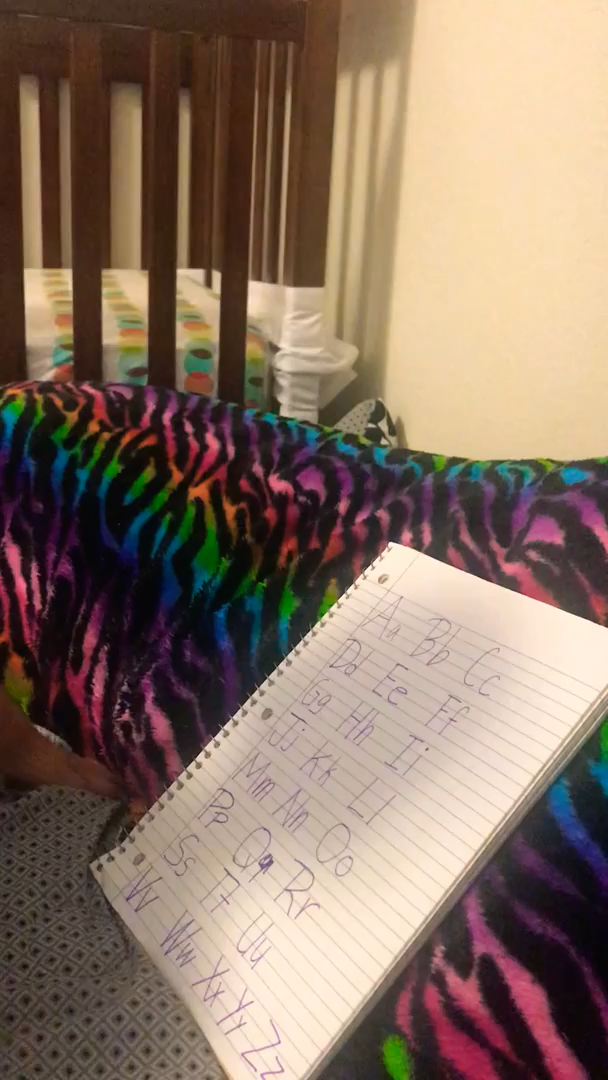 Aa Bb Cc
Dd Ee Ff
Gg Hh Ii
Jj Kk Ll
Mm Nn Oo
Pp Qq Rr
Ss Tt Uu
Vv Ww Xx Yy Zz